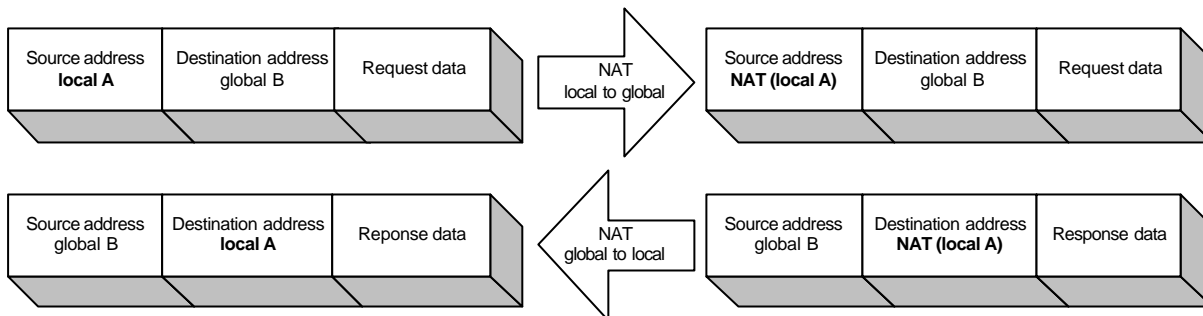 Source address
local A
Destination address
global B
Request data
NAT
local to global
Source address
NAT (local A)
Destination address
global B
Request data
Source address
global B
Destination address
local A
Reponse data
NAT
global to local
Source address
global B
Destination address
NAT (local A)
Response data